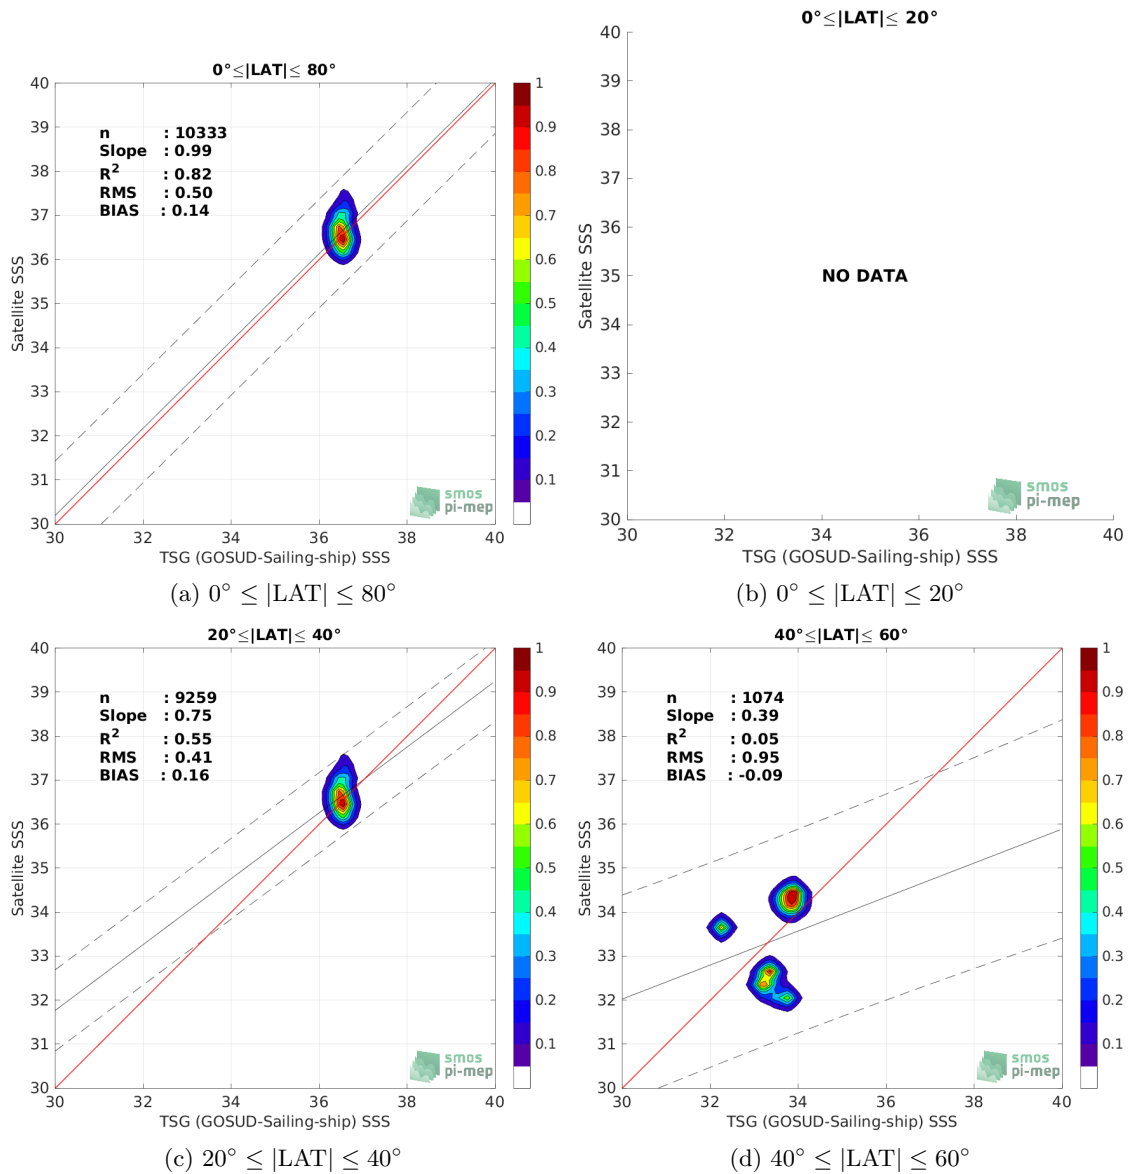 0°≤|LAT|≤ 80°
40
39
38
37
36
35
34
33
32
31
30
n : 10333
Slope : 0.99
R² : 0.82
RMS : 0.50
BIAS : 0.14
Satellite SSS
30 32 34 36 38 40
TSG (GOSUD-Sailing-ship) SSS
smos
pi-mep
1
0.9
0.8
0.7
0.6
0.5
0.4
0.3
0.2
0.1
(a) 0° ≤ |LAT| ≤ 80°
0°≤|LAT|≤ 20°
40
39
38
37
36
35
34
33
32
31
30
NO DATA
Satellite SSS
30 32 34 36 38 40
TSG (GOSUD-Sailing-ship) SSS
smos
pi-mep
(b) 0° ≤ |LAT| ≤ 20°
20°≤|LAT|≤ 40°
40
39
38
37
36
35
34
33
32
31
30
n : 9259
Slope : 0.75
R² : 0.55
RMS : 0.41
BIAS : 0.16
Satellite SSS
30 32 34 36 38 40
TSG (GOSUD-Sailing-ship) SSS
smos
pi-mep
1
0.9
0.8
0.7
0.6
0.5
0.4
0.3
0.2
0.1
(c) 20° ≤ |LAT| ≤ 40°
40°≤|LAT|≤ 60°
40
39
38
37
36
35
34
33
32
31
30
n : 1074
Slope : 0.39
R² : 0.05
RMS : 0.95
BIAS : -0.09
Satellite SSS
30 32 34 36 38 40
TSG (GOSUD-Sailing-ship) SSS
smos
pi-mep
1
0.9
0.8
0.7
0.6
0.5
0.4
0.3
0.2
0.1
(d) 40° ≤ |LAT| ≤ 60°